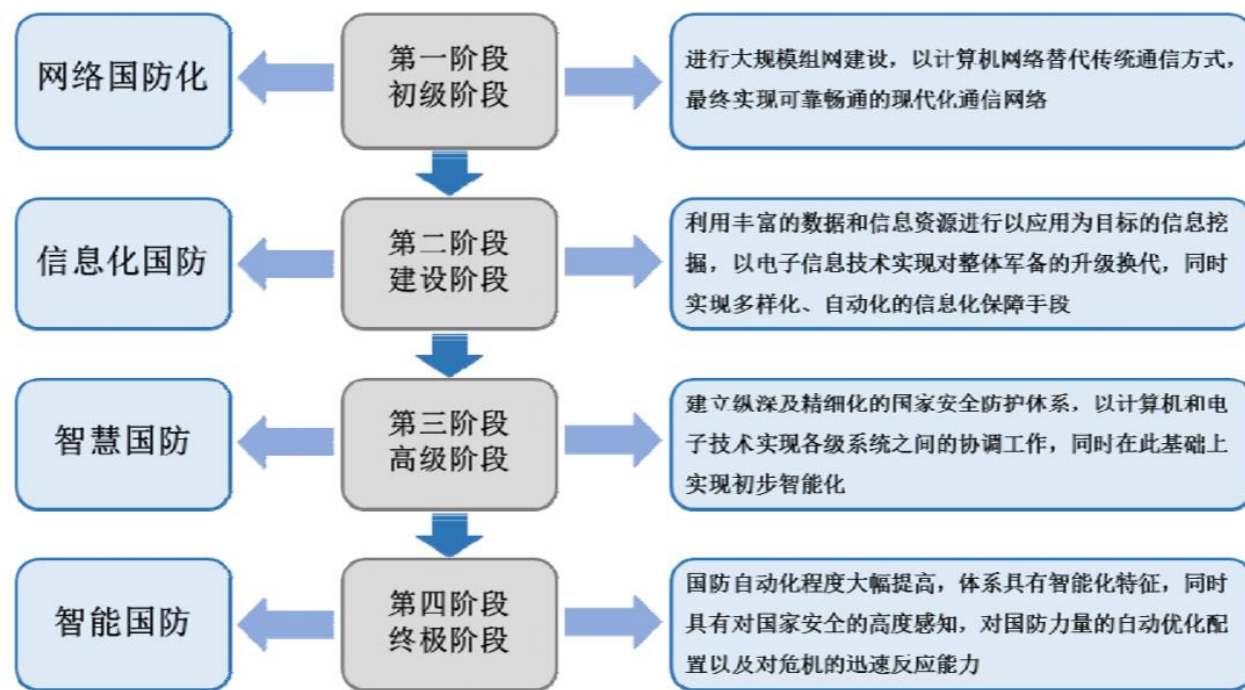 网络国防化
第一阶段
初级阶段
进行大规模组网建设，以计算机网络替代传统通信方式，
最终实现可靠畅通的现代化通信网络
信息化国防
第二阶段
建设阶段
利用丰富的数据和信息资源进行以应用为目标的信息挖
掘，以电子信息技术实现对整体军备的升级换代，同时
实现多样化、自动化的信息化保障手段
智慧国防
第三阶段
高级阶段
建立纵深及精细化的国家安全防护体系，以计算机和电
子技术实现各级系统之间的协调工作，同时在此基础上
实现初步智能化
智能国防
第四阶段
终极阶段
国防自动化程度大幅提高，体系具有智能化特征，同时
具有对国家安全的高度感知，对国防力量的自动优化配
置以及对危机的迅速反应能力